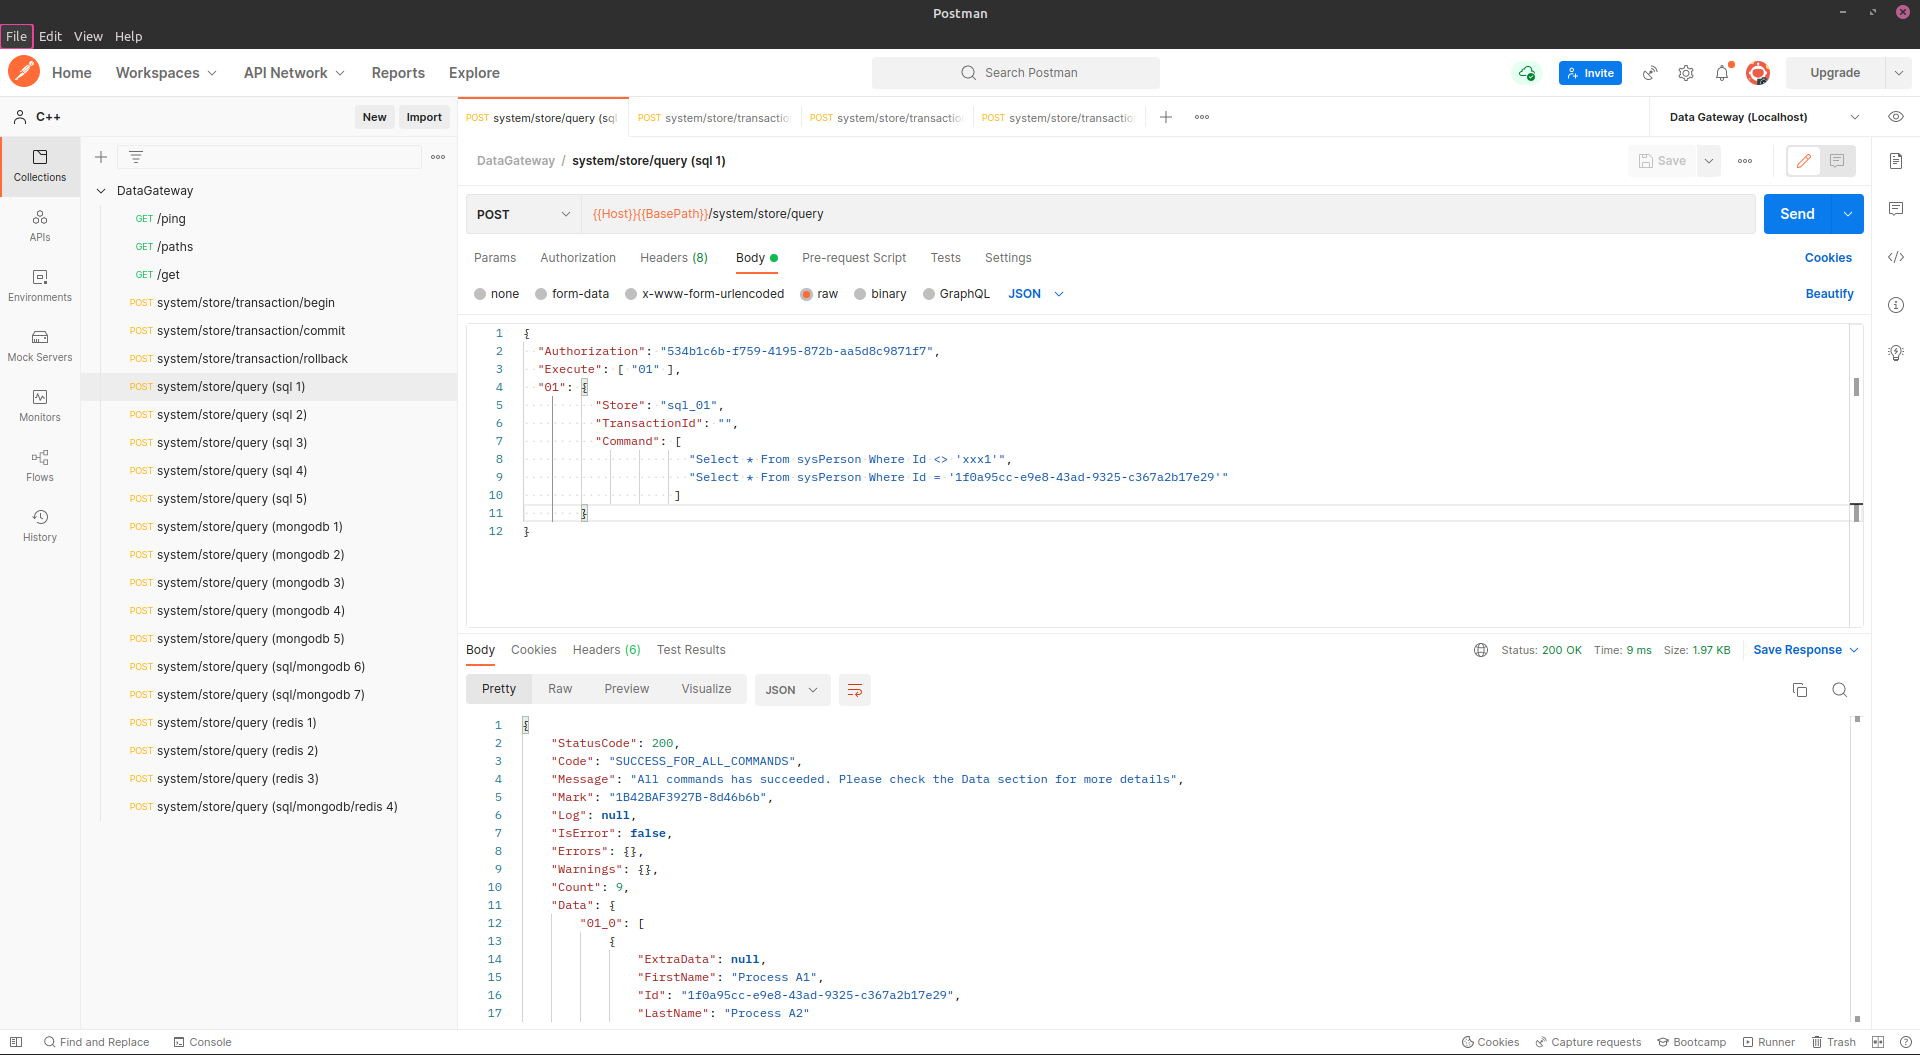 Postman
File Edit View Help
Home Workspaces API Network Reports Explore Search Postman Invite Upgrade
C++ New Import
POST system/store/query (sql POST system/store/transactio POST system/store/transactio POST system/store/transactio Data Gateway (Localhost)
Collections
APIs
Environments
Mock Servers
Monitors
Flows
History
DataGateway
GET /ping
GET /paths
GET /get
POST system/store/transaction/begin
POST system/store/transaction/commit
POST system/store/transaction/rollback
POST system/store/query (sql 1)
POST system/store/query (sql 2)
POST system/store/query (sql 3)
POST system/store/query (sql 4)
POST system/store/query (sql 5)
POST system/store/query (mongodb 1)
POST system/store/query (mongodb 2)
POST system/store/query (mongodb 3)
POST system/store/query (mongodb 4)
POST system/store/query (mongodb 5)
POST system/store/query (sql/mongodb 6)
POST system/store/query (sql/mongodb 7)
POST system/store/query (redis 1)
POST system/store/query (redis 2)
POST system/store/query (redis 3)
POST system/store/query (sql/mongodb/redis 4)
DataGateway / system/store/query (sql 1) Save
POST {{Host}}{{BasePath}}/system/store/query Send
Params Authorization Headers (8) Body Pre-request Script Tests Settings Cookies
none form-data x-www-form-urlencoded raw binary GraphQL JSON Beautify
1 {
2 "Authorization": "534b1c6b-f759-4195-872b-aa5d8c9871f7",
3 "Execute": [ "01" ],
4 "01": {
5 "Store": "sql_01",
6 "TransactionId": "",
7 "Command": [
8 "Select * From sysPerson Where Id <> 'xxx1'",
9 "Select * From sysPerson Where Id = '1f0a95cc-e9e8-43ad-9325-c367a2b17e29'"
10 ]
11 }
12 }
Body Cookies Headers (6) Test Results Status: 200 OK Time: 9 ms Size: 1.97 KB Save Response
Pretty Raw Preview Visualize JSON
1 {
2 "StatusCode": 200,
3 "Code": "SUCCESS_FOR_ALL_COMMANDS",
4 "Message": "All commands has succeeded. Please check the Data section for more details",
5 "Mark": "1B42BAF3927B-8d46b6b",
6 "Log": null,
7 "IsError": false,
8 "Errors": {},
9 "Warnings": {},
10 "Count": 9,
11 "Data": {
12 "01_0": [
13 {
14 "ExtraData": null,
15 "FirstName": "Process A1",
16 "Id": "1f0a95cc-e9e8-43ad-9325-c367a2b17e29",
17 "LastName": "Process A2"
Find and Replace Console Cookies Capture requests Bootcamp Runner Trash